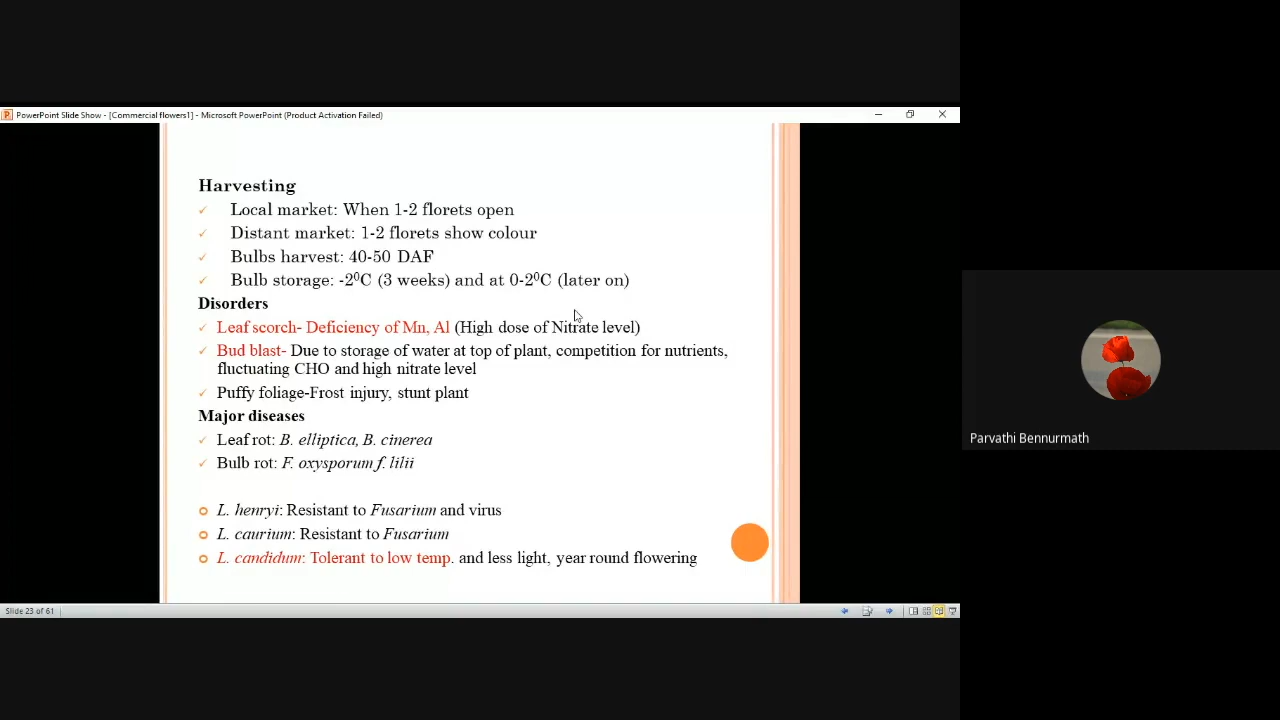 PowerPoint Slide Show - [Commercial flowers1] - Microsoft PowerPoint (Product Activation Failed)
Harvesting
✓ Local market: When 1-2 florets open
✓ Distant market: 1-2 florets show colour
✓ Bulbs harvest: 40-50 DAF
✓ Bulb storage: -2⁰C (3 weeks) and at 0-2⁰C (later on)
Disorders
✓ Leaf scorch- Deficiency of Mn, Al (High dose of Nitrate level)
✓ Bud blast- Due to storage of water at top of plant, competition for nutrients,
fluctuating CHO and high nitrate level
✓ Puffy foliage-Frost injury, stunt plant
Major diseases
✓ Leaf rot: B. elliptica, B. cinerea
✓ Bulb rot: F. oxysporum f. lilii
L. henryi: Resistant to Fusarium and virus
L. caurium: Resistant to Fusarium
L. candidum: Tolerant to low temp. and less light, year round flowering
Slide 23 of 61
Parvathi Bennurmath